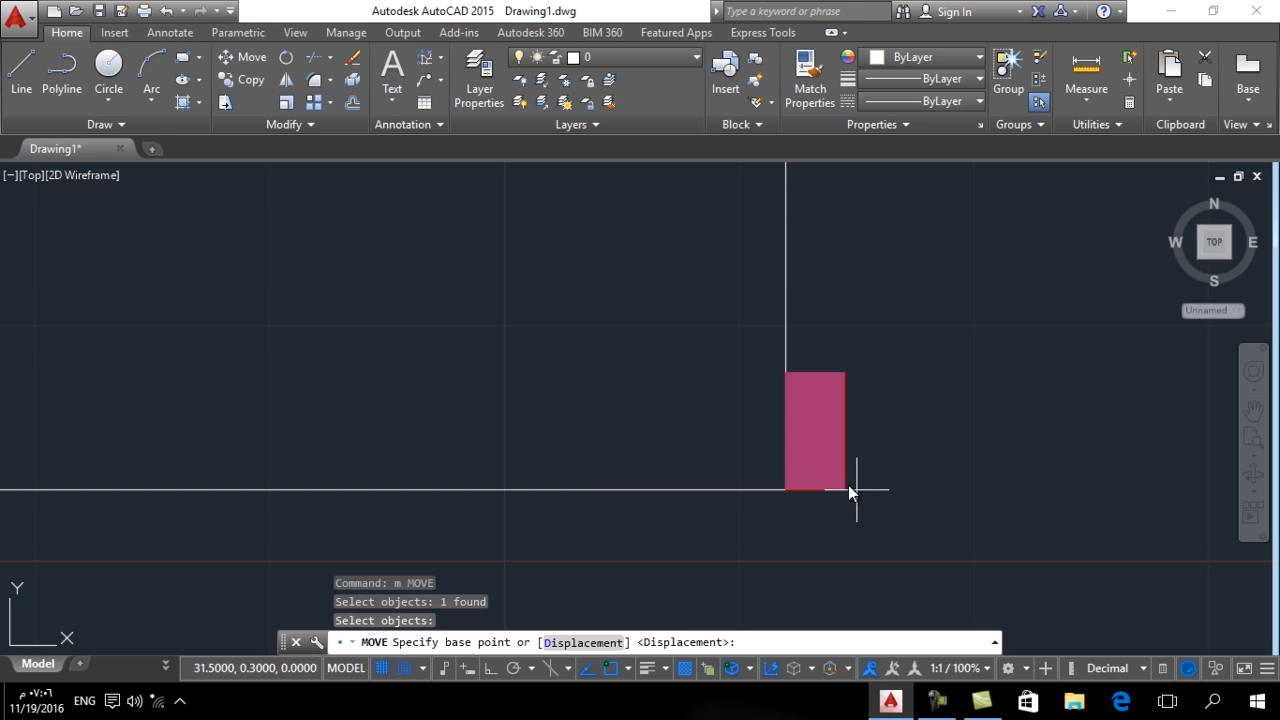 Autodesk AutoCAD 2015 Drawing1.dwg
Type a keyword or phrase
Sign In
Home Insert Annotate Parametric View Manage Output Add-ins Autodesk 360 BIM 360 Featured Apps Express Tools
Line
Polyline
Circle
Arc
Draw
Move
Copy
Modify
Text
Annotation
Layer
Properties
0
Layers
Insert
Block
Match
Properties
ByLayer
ByLayer
ByLayer
Properties
Group
Groups
Measure
Utilities
Paste
Clipboard
Base
View
Drawing1*
[−][Top][2D Wireframe]
N
W TOP E
S
Unnamed
Y
X
Command: m MOVE
Select objects: 1 found
Select objects:
MOVE Specify base point or [Displacement] <Displacement>:
Model
31.5000, 0.3000, 0.0000 MODEL 1:1 / 100% Decimal
ENG
11/19/2016